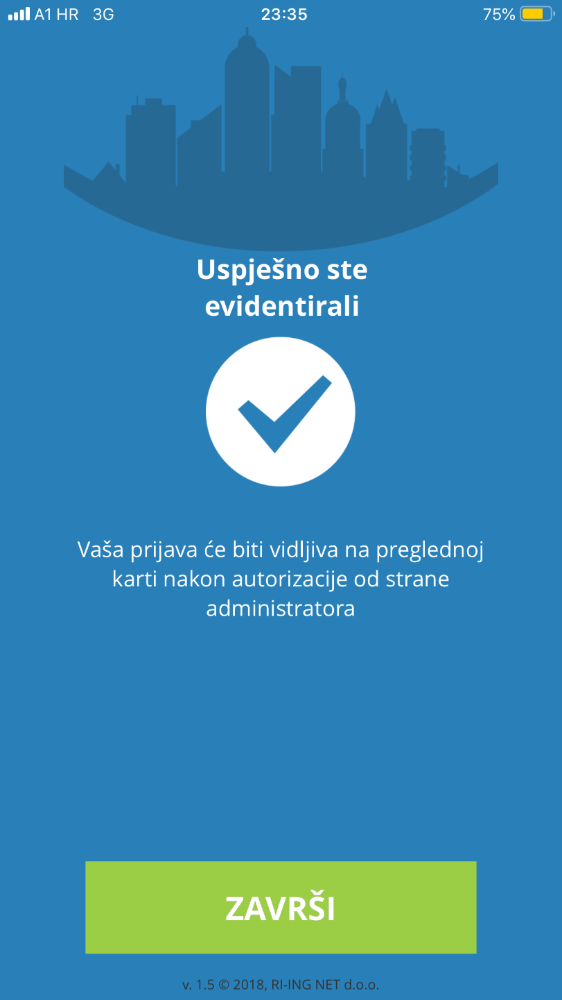 A1 HR 3G 23:35 75%
Uspješno ste
evidentirali
Vaša prijava će biti vidljiva na preglednoj
karti nakon autorizacije od strane
administratora
ZAVRŠI
v. 1.5 © 2018, RI-ING NET d.o.o.